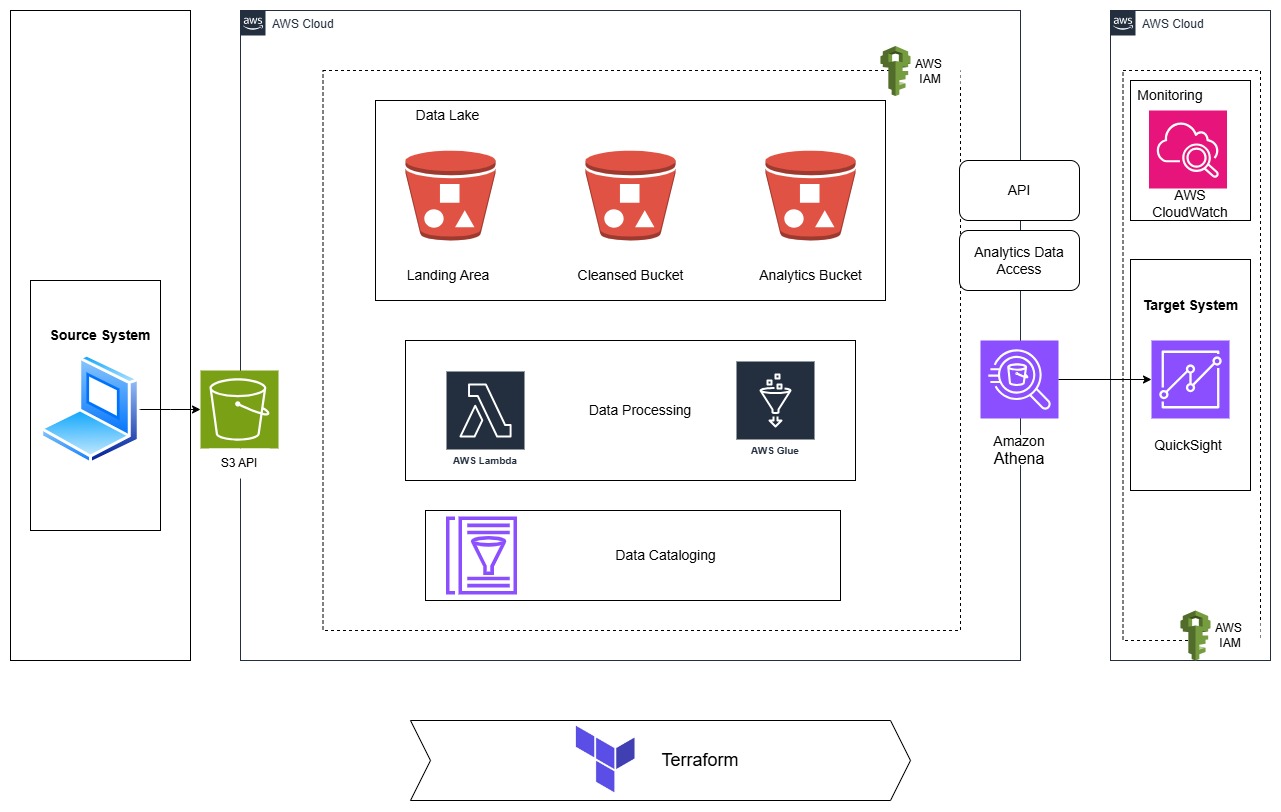 aws
AWS Cloud
aws
AWS Cloud
AWS
IAM
Data Lake
Landing Area
Cleansed Bucket
Analytics Bucket
API
Analytics Data
Access
Monitoring
AWS
CloudWatch
Source System
S3 API
AWS Lambda
Data Processing
AWS Glue
Amazon
Athena
Target System
QuickSight
Data Cataloging
AWS
IAM
Terraform